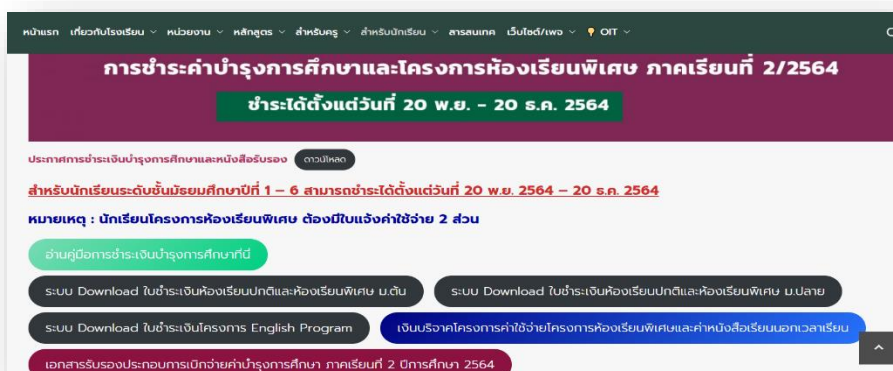 หน้าแรก เกี่ยวกับโรงเรียน หน่วยงาน หลักสูตร สำหรับครู สำหรับนักเรียน สารสนเทศ เว็บไซต์/เพจ OIT
การชำระค่าบำรุงการศึกษาและโครงการห้องเรียนพิเศษ ภาคเรียนที่ 2/2564
ชำระได้ตั้งแต่วันที่ 20 พ.ย. - 20 ธ.ค. 2564
ประกาศการชำระเงินบำรุงการศึกษาและหนังสือรับรอง ดาวน์โหลด
สำหรับนักเรียนระดับชั้นมัธยมศึกษาปีที่ 1 – 6 สามารถชำระได้ตั้งแต่วันที่ 20 พ.ย. 2564 – 20 ธ.ค. 2564
หมายเหตุ : นักเรียนโครงการห้องเรียนพิเศษ ต้องมีใบแจ้งค่าใช้จ่าย 2 ส่วน
อ่านคู่มือการชำระเงินบำรุงการศึกษาที่นี่
ระบบ Download ใบชำระเงินห้องเรียนปกติและห้องเรียนพิเศษ ม.ต้น ระบบ Download ใบชำระเงินห้องเรียนปกติและห้องเรียนพิเศษ ม.ปลาย
ระบบ Download ใบชำระเงินโครงการ English Program เงินบริจาคโครงการค่าใช้จ่ายโครงการห้องเรียนพิเศษและค่าหนังสือเรียนนอกเวลาเรียน
เอกสารรับรองประกอบการเบิกจ่ายค่าบำรุงการศึกษา ภาคเรียนที่ 2 ปีการศึกษา 2564